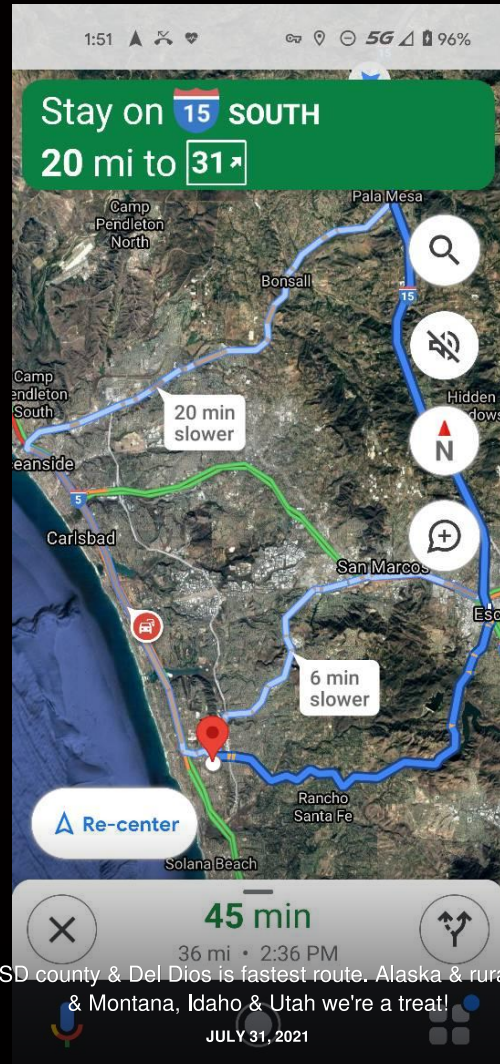 1:51 5G 96%
Stay on 15 SOUTH
20 mi to 31
Pala Mesa
Camp
Pendleton
North
Bonsall
15
Camp
endleton
South
Hidden
dows
20 min
slower
N
eanside
5
Carlsbad
San Marcos
Esc
6 min
slower
Rancho
Santa Fe
Re-center
Solana Beach
45 min
36 mi • 2:36 PM
SD county & Del Dios is fastest route. Alaska & rura
& Montana, Idaho & Utah we're a treat!
JULY 31, 2021